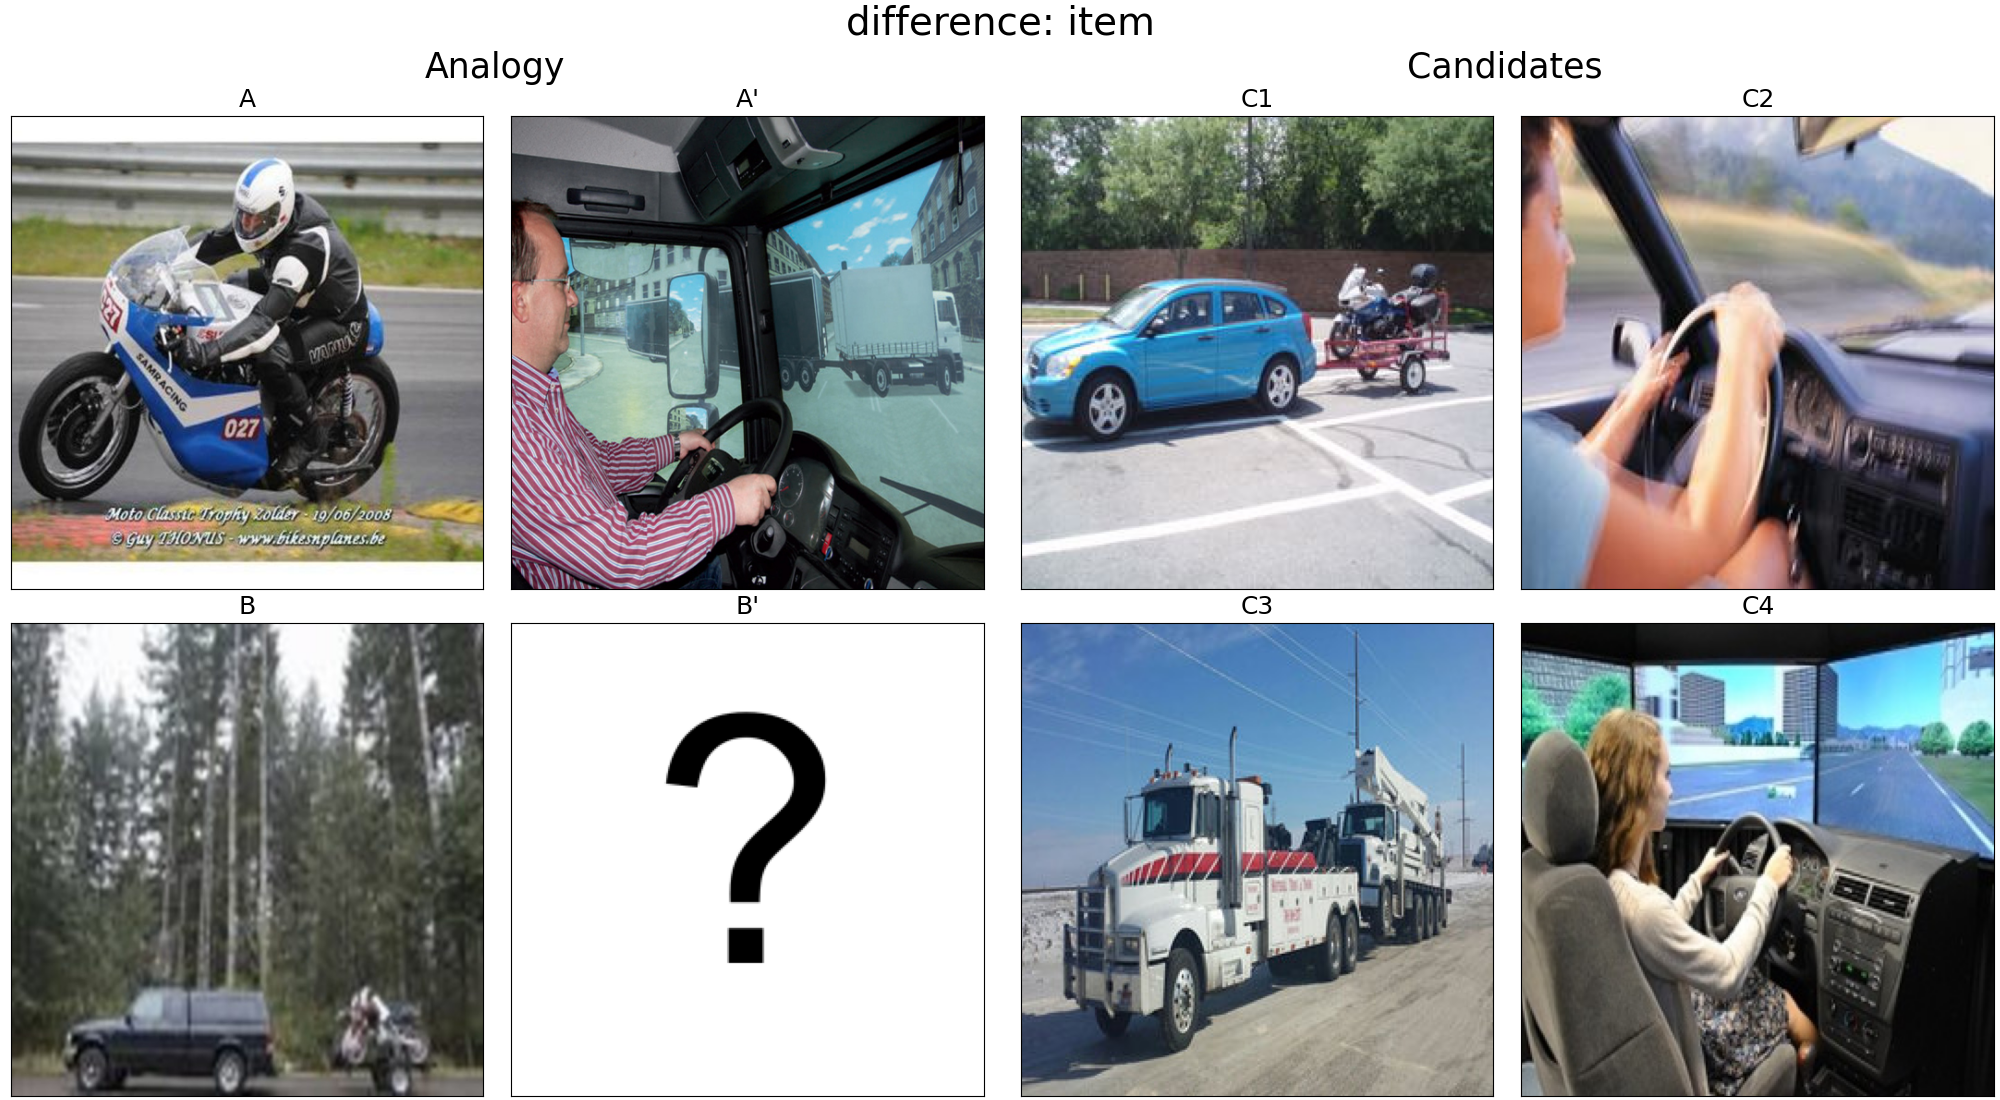 difference: item
Analogy
Candidates
A
A'
C1
C2
027
SAMRACING
027
Moto Classic Trophy Zolder - 19/06/2008
© Guy THONUS - www.bikesnplanes.be
B
B'
C3
C4
?